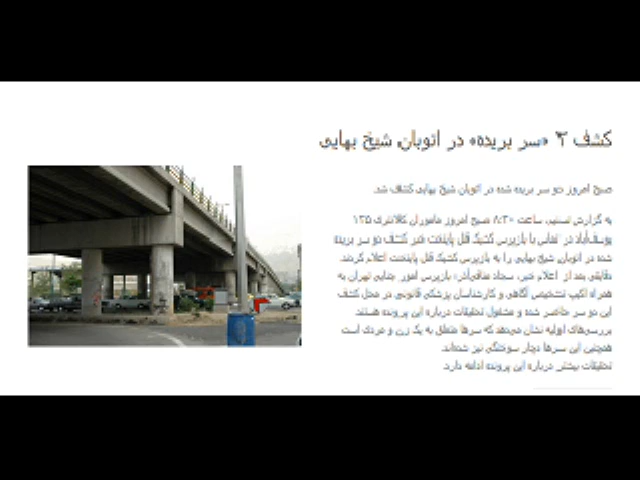 کشف ۲ «سر بریده» در اتوبان شیخ بهایی
صبح امروز دو سر بریده شده در اتوبان شیخ بهایی کشف شد.
به گزارش تسنیم، ساعت ۸:۳۰ صبح امروز ماموران کلانتری ۱۴۵
یوسف‌آباد در تماس با بازپرس کشیک قتل پایتخت خبر کشف دو سر بریده
شده در اتوبان شیخ بهایی را به بازپرس کشیک قتل پایتخت اعلام کردند.
دقایقی بعد از اعلام خبر، سجاد منافی‌آذر؛ بازپرس امور جنایی تهران به
همراه اکیپ تشخیص آگاهی و کارشناسان پزشکی قانونی در محل کشف
این دو سر حاضر شده و مشغول تحقیقات درباره این پرونده هستند.
بررسی‌های اولیه نشان می‌دهد که سرها متعلق به یک زن و مردی است
همچنین این سرها دچار سوختگی نیز شده‌اند.
تحقیقات بیشتر درباره این پرونده ادامه دارد.